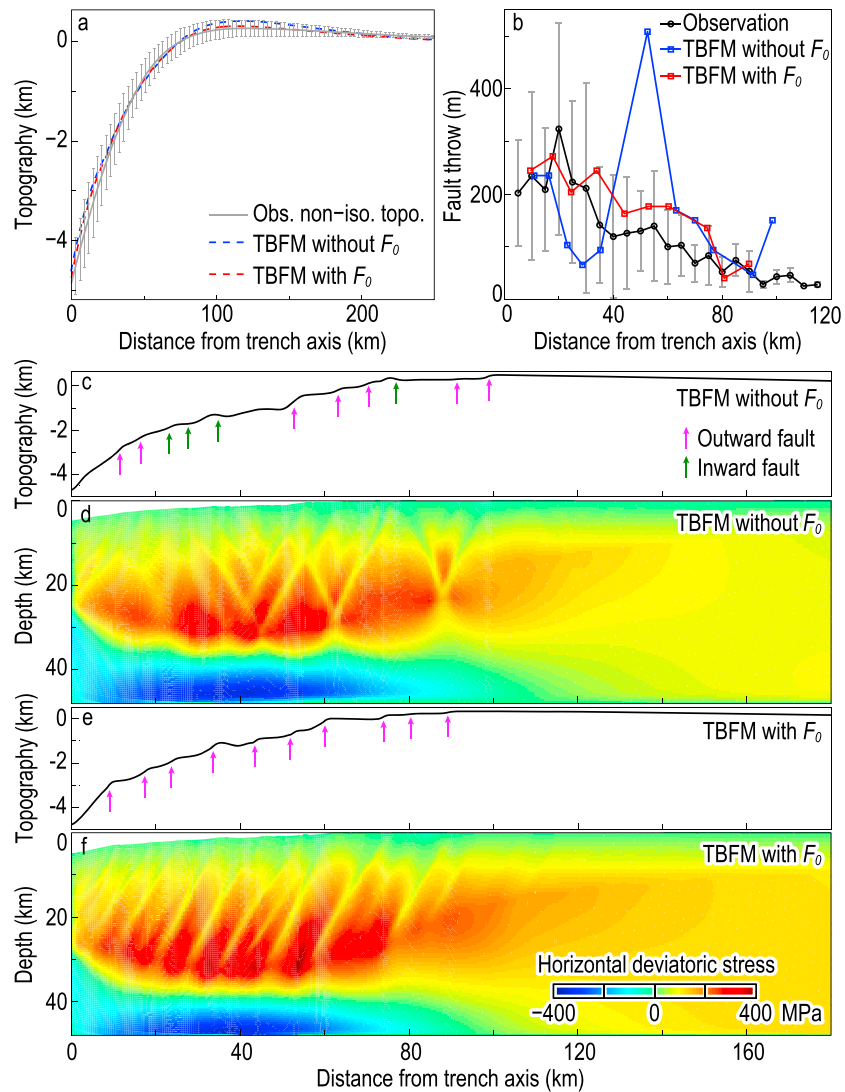 a
0
−2
−4
Topography (km)
Obs. non−iso. topo.
TBFM without F0
TBFM with F0
0
100
200
Distance from trench axis (km)
b
400
200
0
Fault throw (m)
Observation
TBFM without F0
TBFM with F0
0
40
80
120
Distance from trench axis (km)
c
0
−2
−4
Topography (km)
TBFM without F0
Outward fault
Inward fault
d
0
20
40
Depth (km)
TBFM without F0
e
0
−2
−4
Topography (km)
TBFM with F0
f
0
20
40
Depth (km)
TBFM with F0
Horizontal deviatoric stress
−400
0
400 MPa
0
40
80
120
160
Distance from trench axis (km)